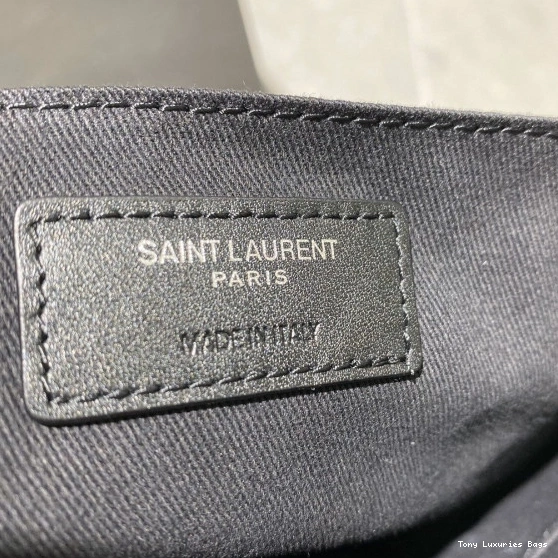 SAINT LAURENT
PARIS
MADE IN ITALY
Tony Luxuries Bags